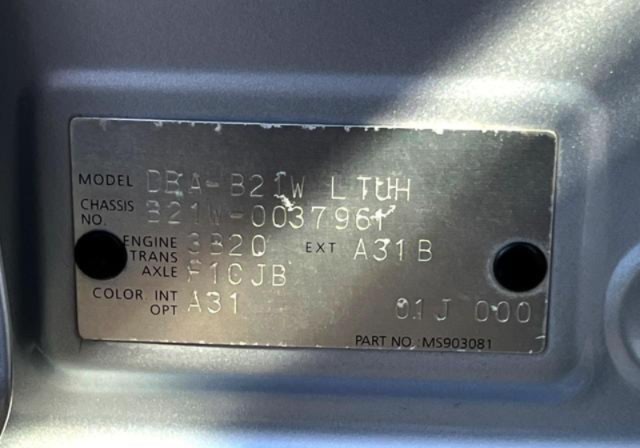 MODEL DBA-B21W LTUH
CHASSIS NO. B21W-0037961
ENGINE 3B20 EXT A31B
TRANS AXLE F1CJB
COLOR. INT OPT A31 01J 000
PART NO. MS903081